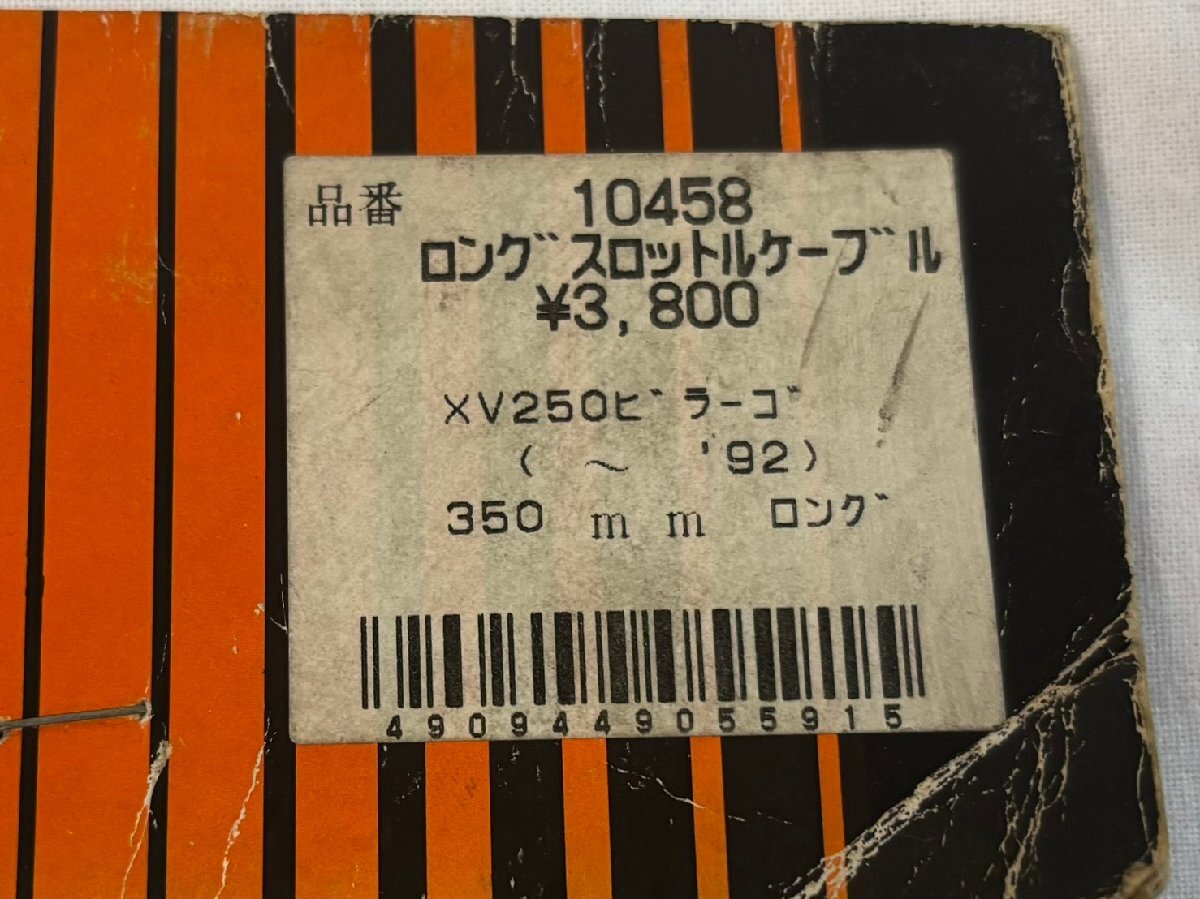 品番 10458
ロングスロットルケーブル
¥3,800
XV250ビラーゴ
( ～ '92)
350 mm ロング
4909449055915